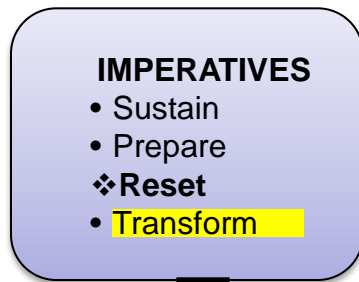 IMPERATIVES
• Sustain
• Prepare
❖Reset
• Transform